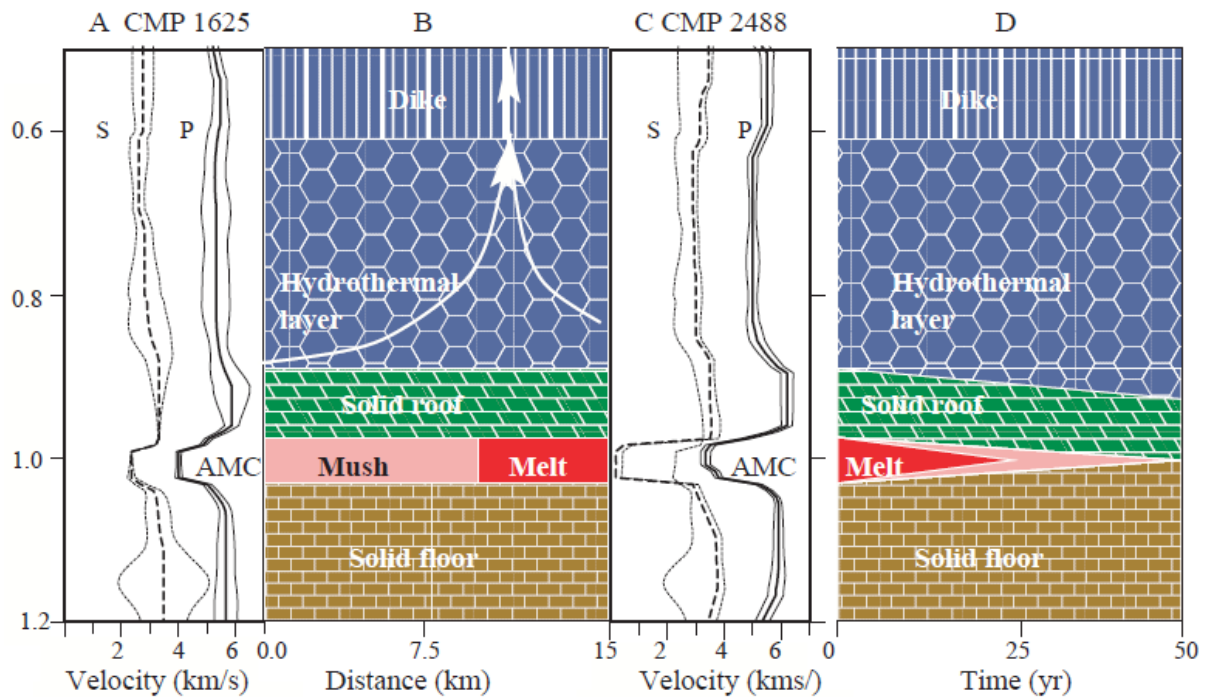 A CMP 1625
B
C CMP 2488
D
0.6
0.8
1.0
1.2
S
P
AMC
Dike
Hydrothermal
layer
Solid roof
Mush
Melt
Solid floor
S
P
AMC
Dike
Hydrothermal
layer
Solid roof
Melt
Solid floor
2 4 6
0.0 7.5 15
0 2 4 6 0
0 25 50
Velocity (km/s)
Distance (km)
Velocity (kms/)
Time (yr)